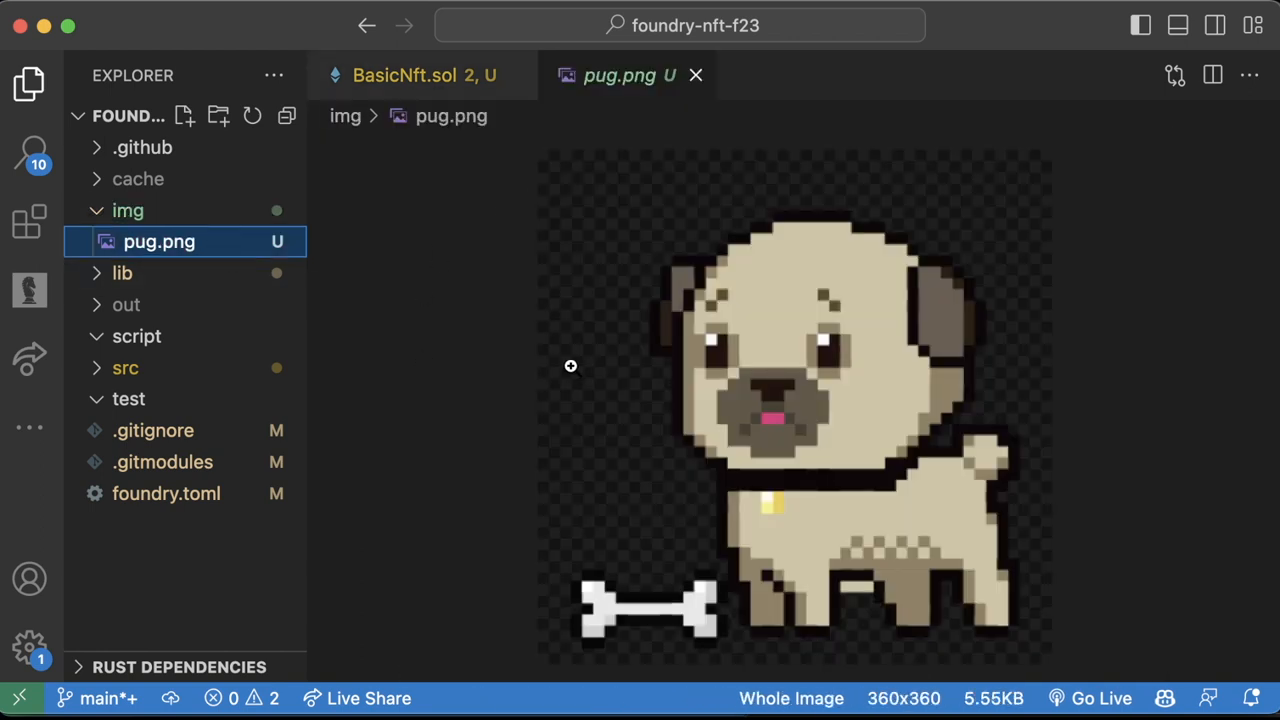 foundry-nft-f23
EXPLORER
BasicNft.sol 2, U
pug.png U
FOUND...
img > pug.png
.github
cache
img
pug.png U
lib
out
script
src
test
.gitignore M
.gitmodules M
foundry.toml M
10
1
RUST DEPENDENCIES
main*+ 0 2 Live Share Whole Image 360x360 5.55KB Go Live